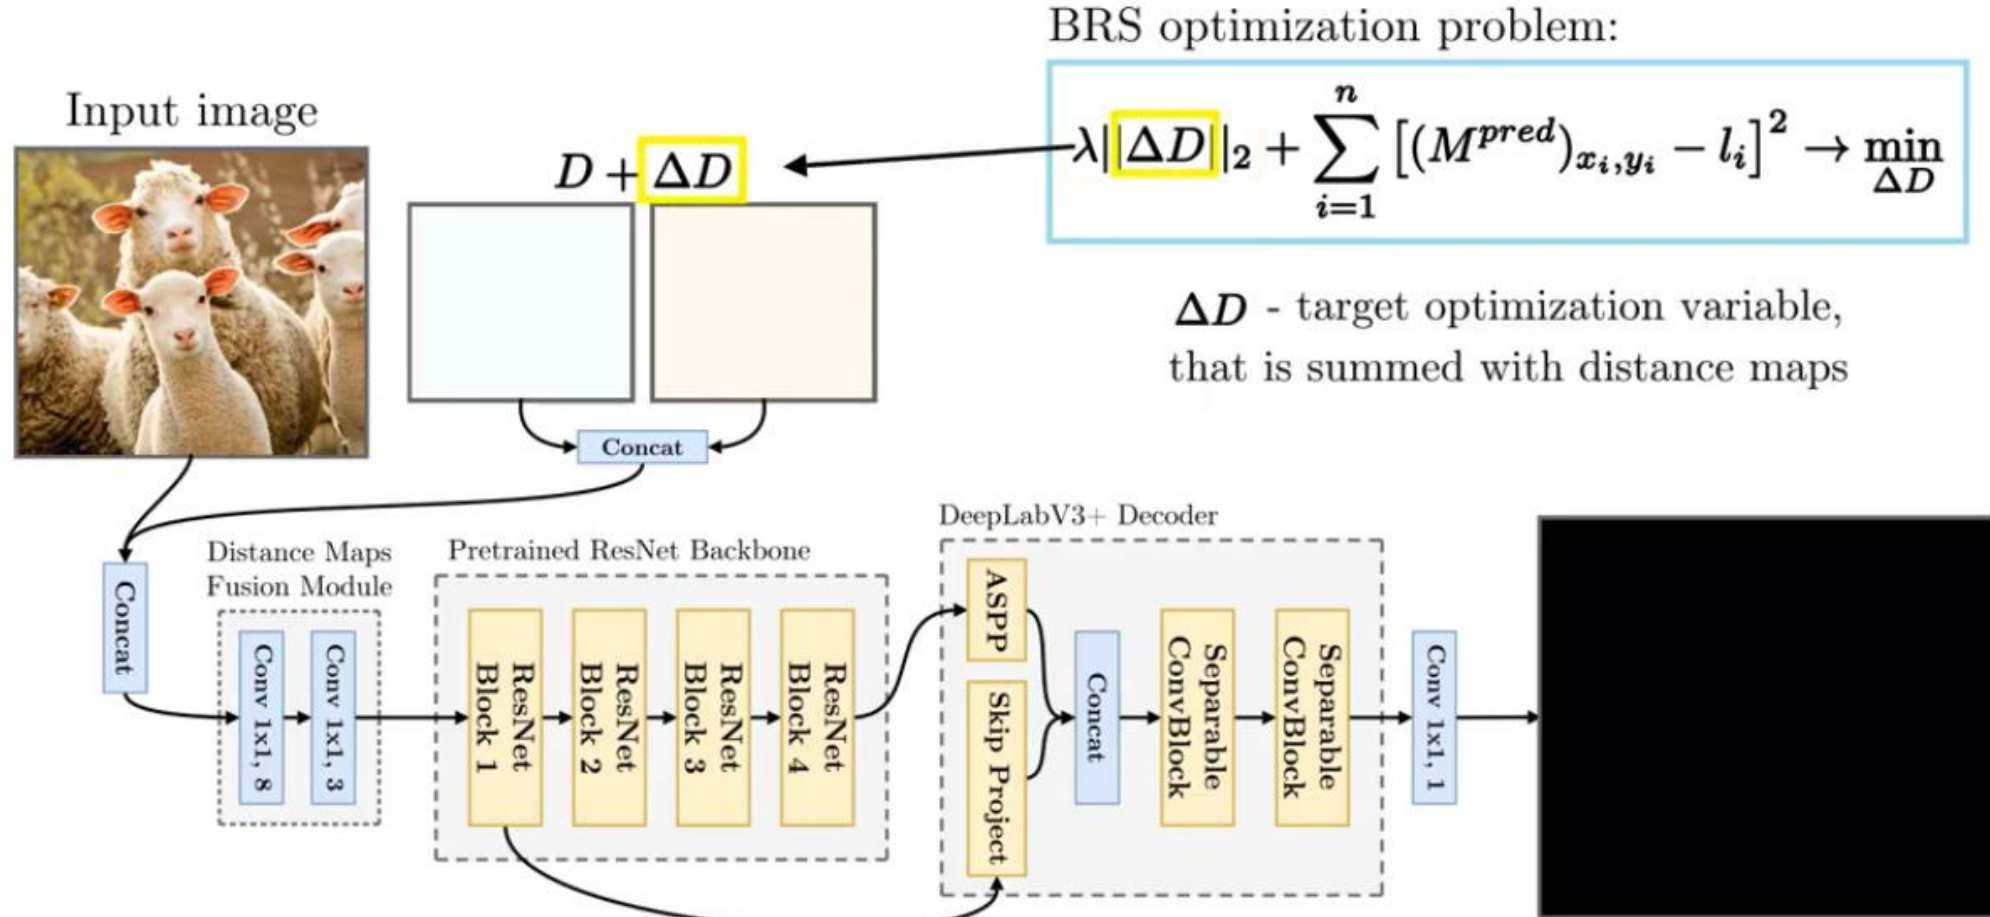 BRS optimization problem:
λ||ΔD||₂ + ∑ᵢ₌₁ⁿ [(M^{pred})_{xᵢ,yᵢ} − lᵢ]² → min_{ΔD}
Input image
D + ΔD
ΔD - target optimization variable,
that is summed with distance maps
Concat
DeepLabV3+ Decoder
Distance Maps
Fusion Module
Pretrained ResNet Backbone
Concat
Conv 1x1, 8
Conv 1x1, 3
ResNet
Block 1
ResNet
Block 2
ResNet
Block 3
ResNet
Block 4
ASPP
Skip Project
Concat
Separable
ConvBlock
Separable
ConvBlock
Conv 1x1, 1